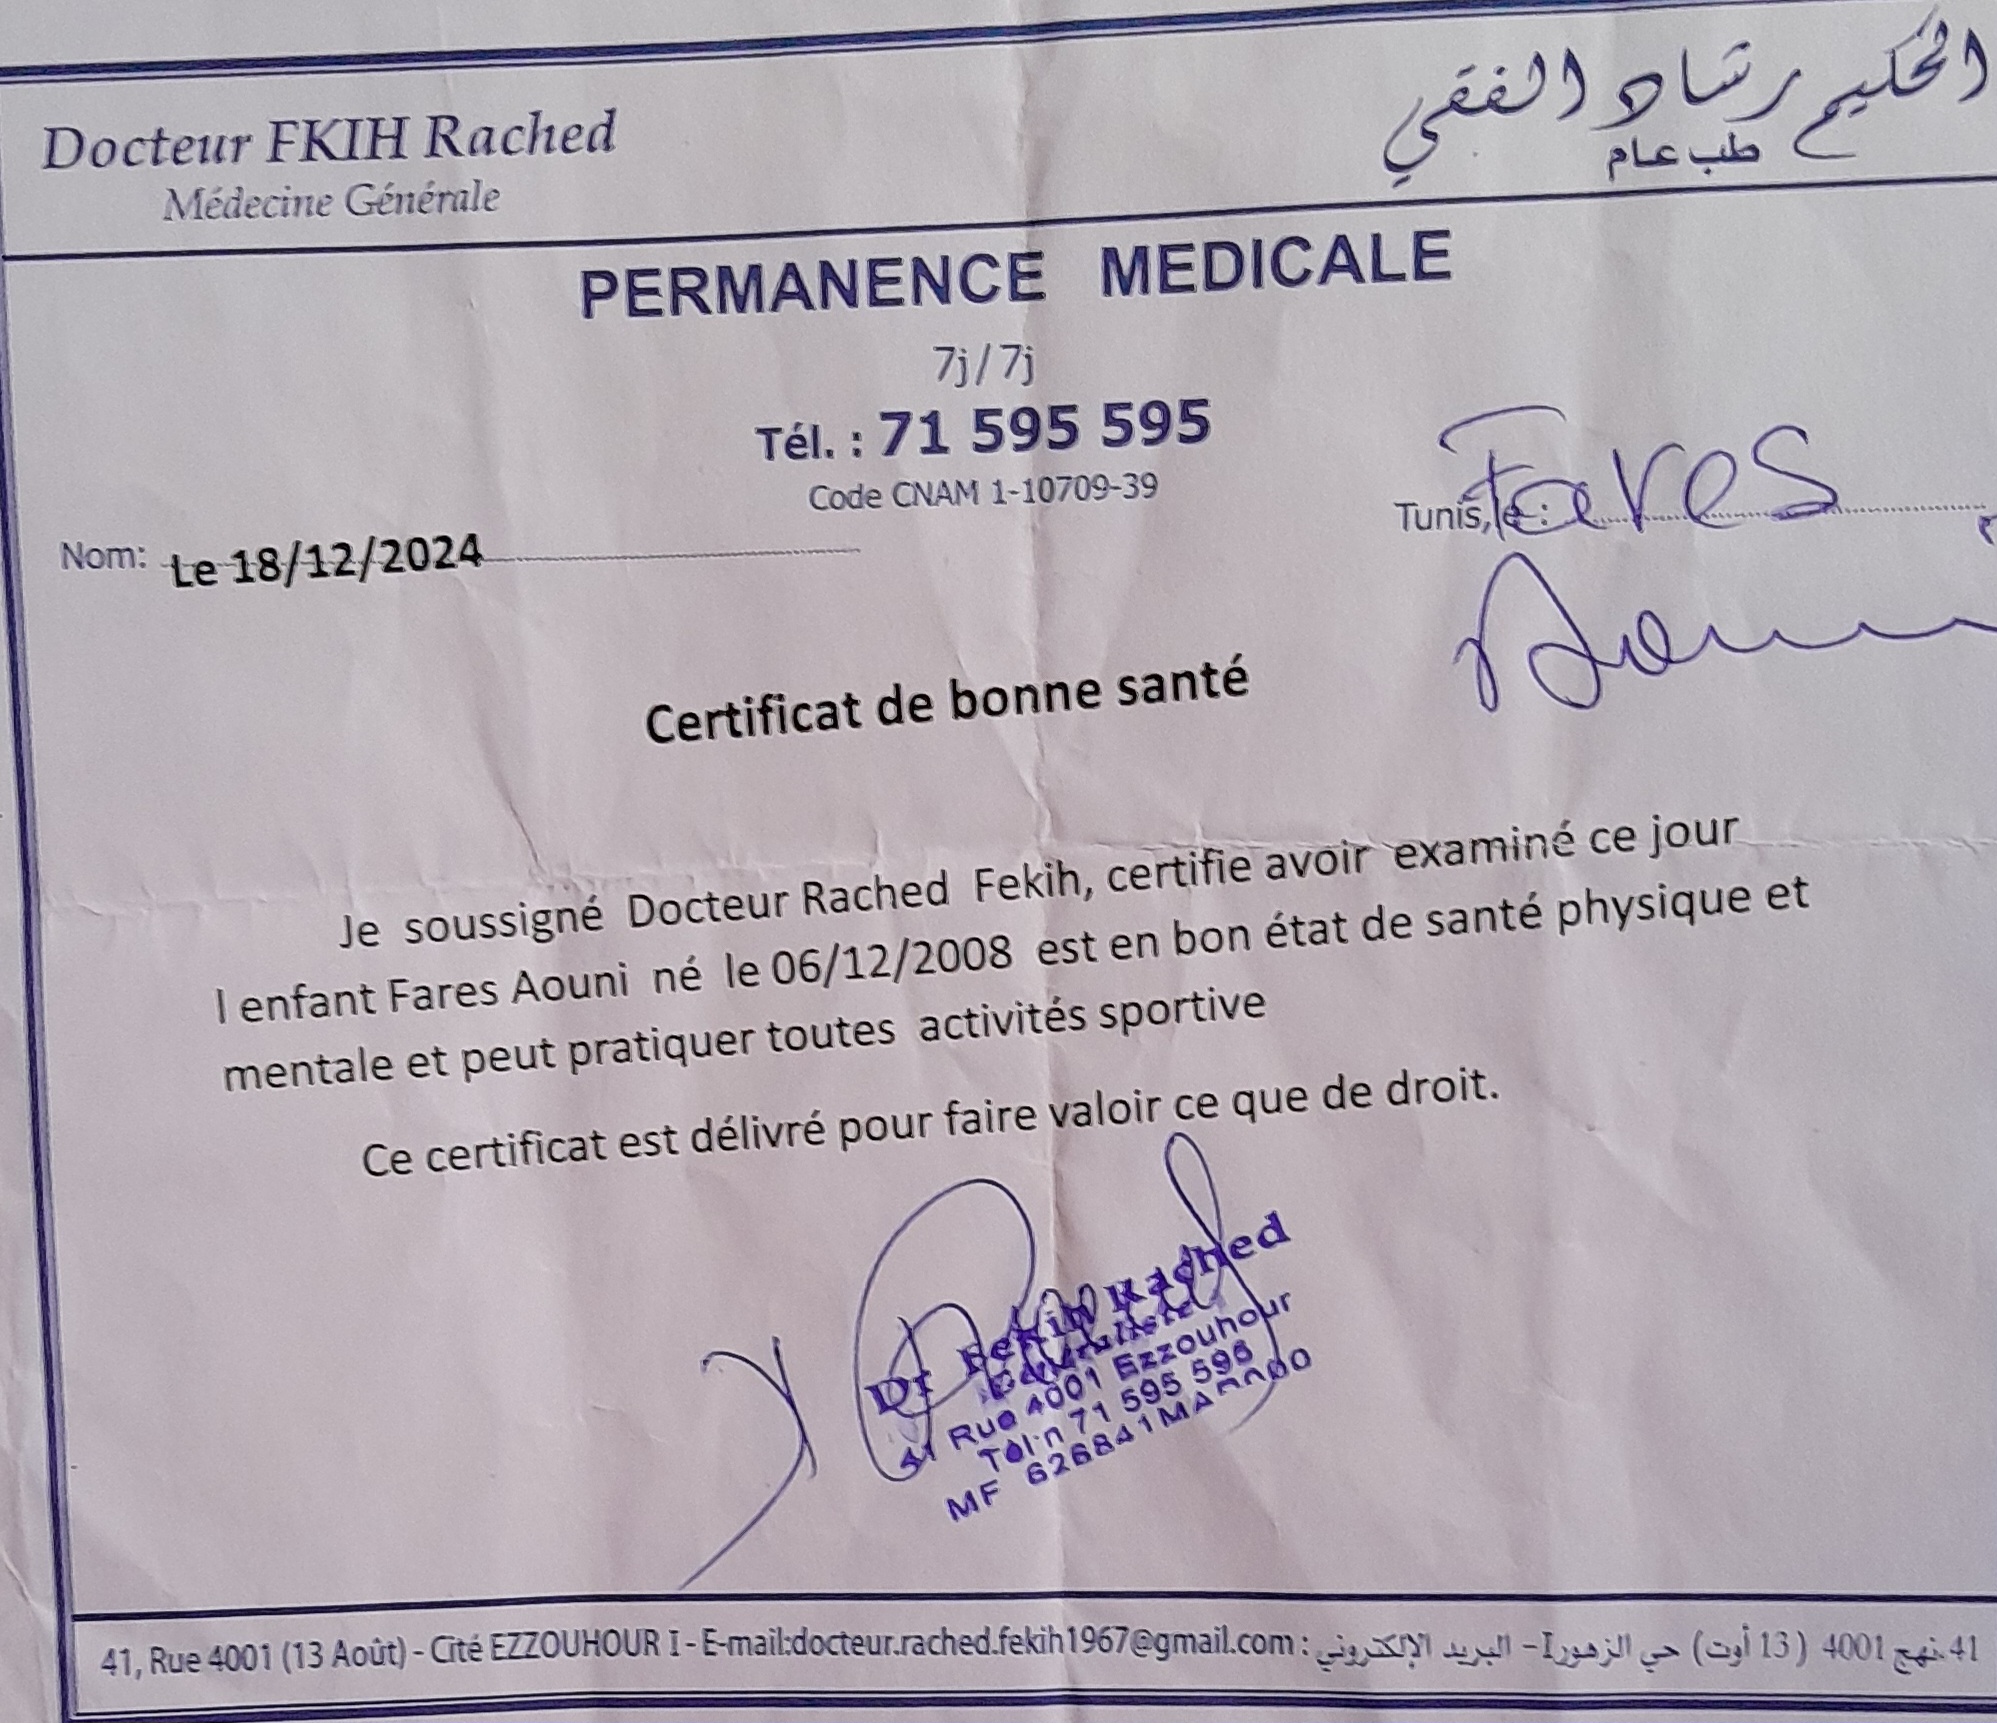 Docteur FKIH Rached
Médecine Générale
الحكيم رشاد الفقي
طب عام
PERMANENCE MEDICALE
7j/7j
Tél. : 71 595 595
Code CNAM 1-10709-39
Tunis, le : Fares
Aouni
Nom: Le 18/12/2024
Certificat de bonne santé
Je soussigné Docteur Rached Fekih, certifie avoir examiné ce jour
l enfant Fares Aouni né le 06/12/2008 est en bon état de santé physique et
mentale et peut pratiquer toutes activités sportive
Ce certificat est délivré pour faire valoir ce que de droit.
Dr Fekih Rached
41 Rue 4001 Ezzouhour
71 595 596
MF 626841
41, Rue 4001 (13 Août) - Cité EZZOUHOUR I - E-mail:docteur.rached.fekih1967@gmail.com : 41.نهج 4001 (13 أوت) حي الزهور I – البريد الإلكتروني